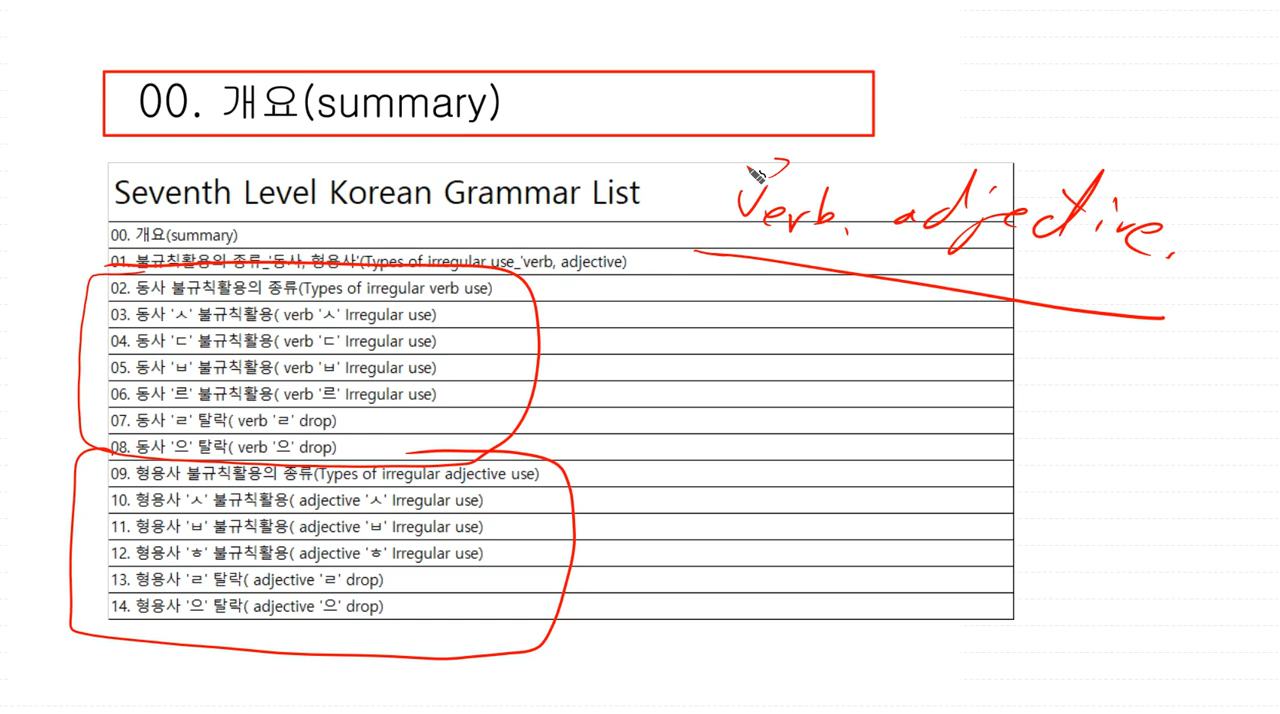 00. 개요(summary)
Seventh Level Korean Grammar List
verb, adjective.
00. 개요(summary)
01. 불규칙활용의 종류_'동사, 형용사'(Types of irregular use_'verb, adjective)
02. 동사 불규칙활용의 종류(Types of irregular verb use)
03. 동사 'ㅅ' 불규칙활용( verb 'ㅅ' Irregular use)
04. 동사 'ㄷ' 불규칙활용( verb 'ㄷ' Irregular use)
05. 동사 'ㅂ' 불규칙활용( verb 'ㅂ' Irregular use)
06. 동사 '르' 불규칙활용( verb '르' Irregular use)
07. 동사 'ㄹ' 탈락( verb 'ㄹ' drop)
08. 동사 '으' 탈락( verb '으' drop)
09. 형용사 불규칙활용의 종류(Types of irregular adjective use)
10. 형용사 'ㅅ' 불규칙활용( adjective 'ㅅ' Irregular use)
11. 형용사 'ㅂ' 불규칙활용( adjective 'ㅂ' Irregular use)
12. 형용사 'ㅎ' 불규칙활용( adjective 'ㅎ' Irregular use)
13. 형용사 'ㄹ' 탈락( adjective 'ㄹ' drop)
14. 형용사 '으' 탈락( adjective '으' drop)